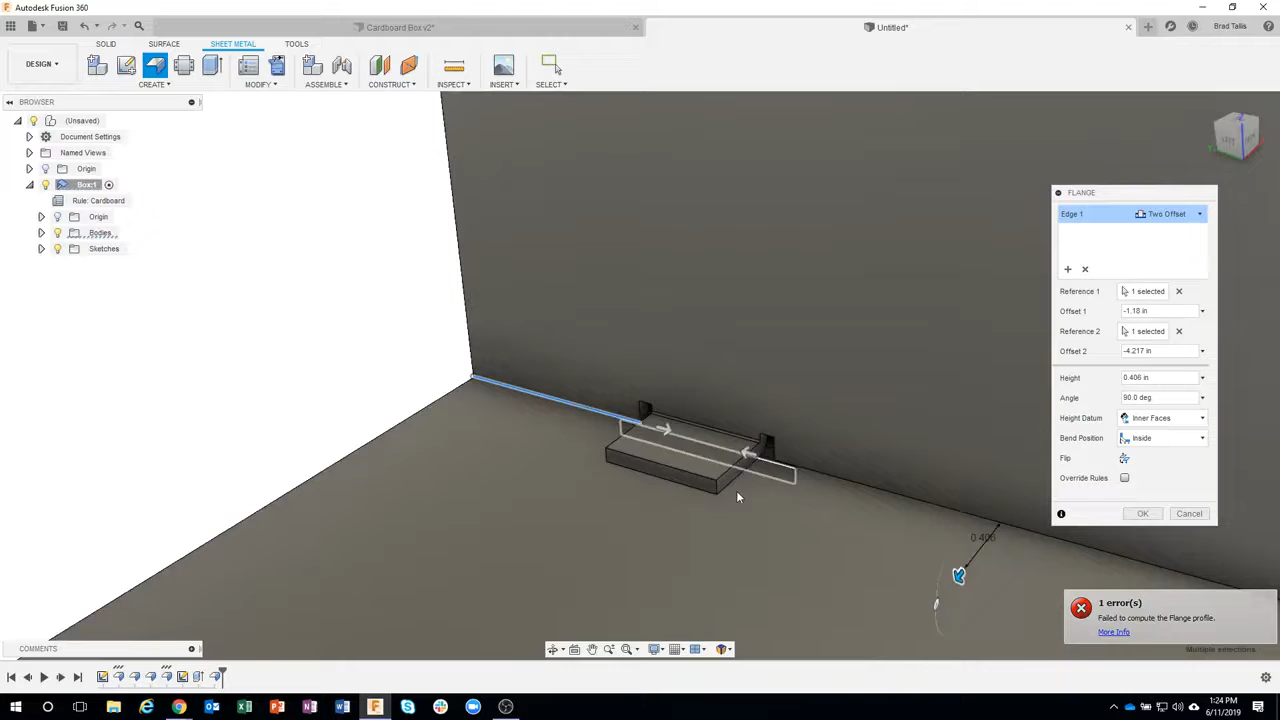 Autodesk Fusion 360
Cardboard Box v2*
Untitled*
Brad Tallis
SOLID
SURFACE
SHEET METAL
TOOLS
DESIGN
CREATE
MODIFY
ASSEMBLE
CONSTRUCT
INSPECT
INSERT
SELECT
BROWSER
(Unsaved)
Document Settings
Named Views
Origin
Box:1
Rule: Cardboard
Origin
Bodies
Sketches
LEFT
FLANGE
Edge 1
Two Offset
Reference 1
1 selected
Offset 1
-1.18 in
Reference 2
1 selected
Offset 2
-4.217 in
Height
0.406 in
Angle
90.0 deg
Height Datum
Inner Faces
Bend Position
Inside
Flip
Override Rules
OK
Cancel
0.406
1 error(s)
Failed to compute the Flange profile.
More Info
Multiple selections
COMMENTS
1:24 PM
6/11/2019